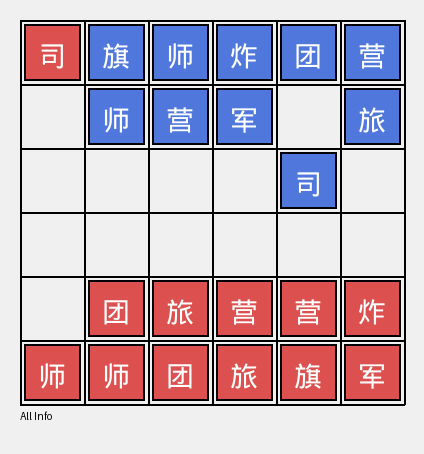 司 旗 师 炸 团 营
师 营 军 旅
司
团 旅 营 营 炸
师 师 团 旅 旗 军
All Info